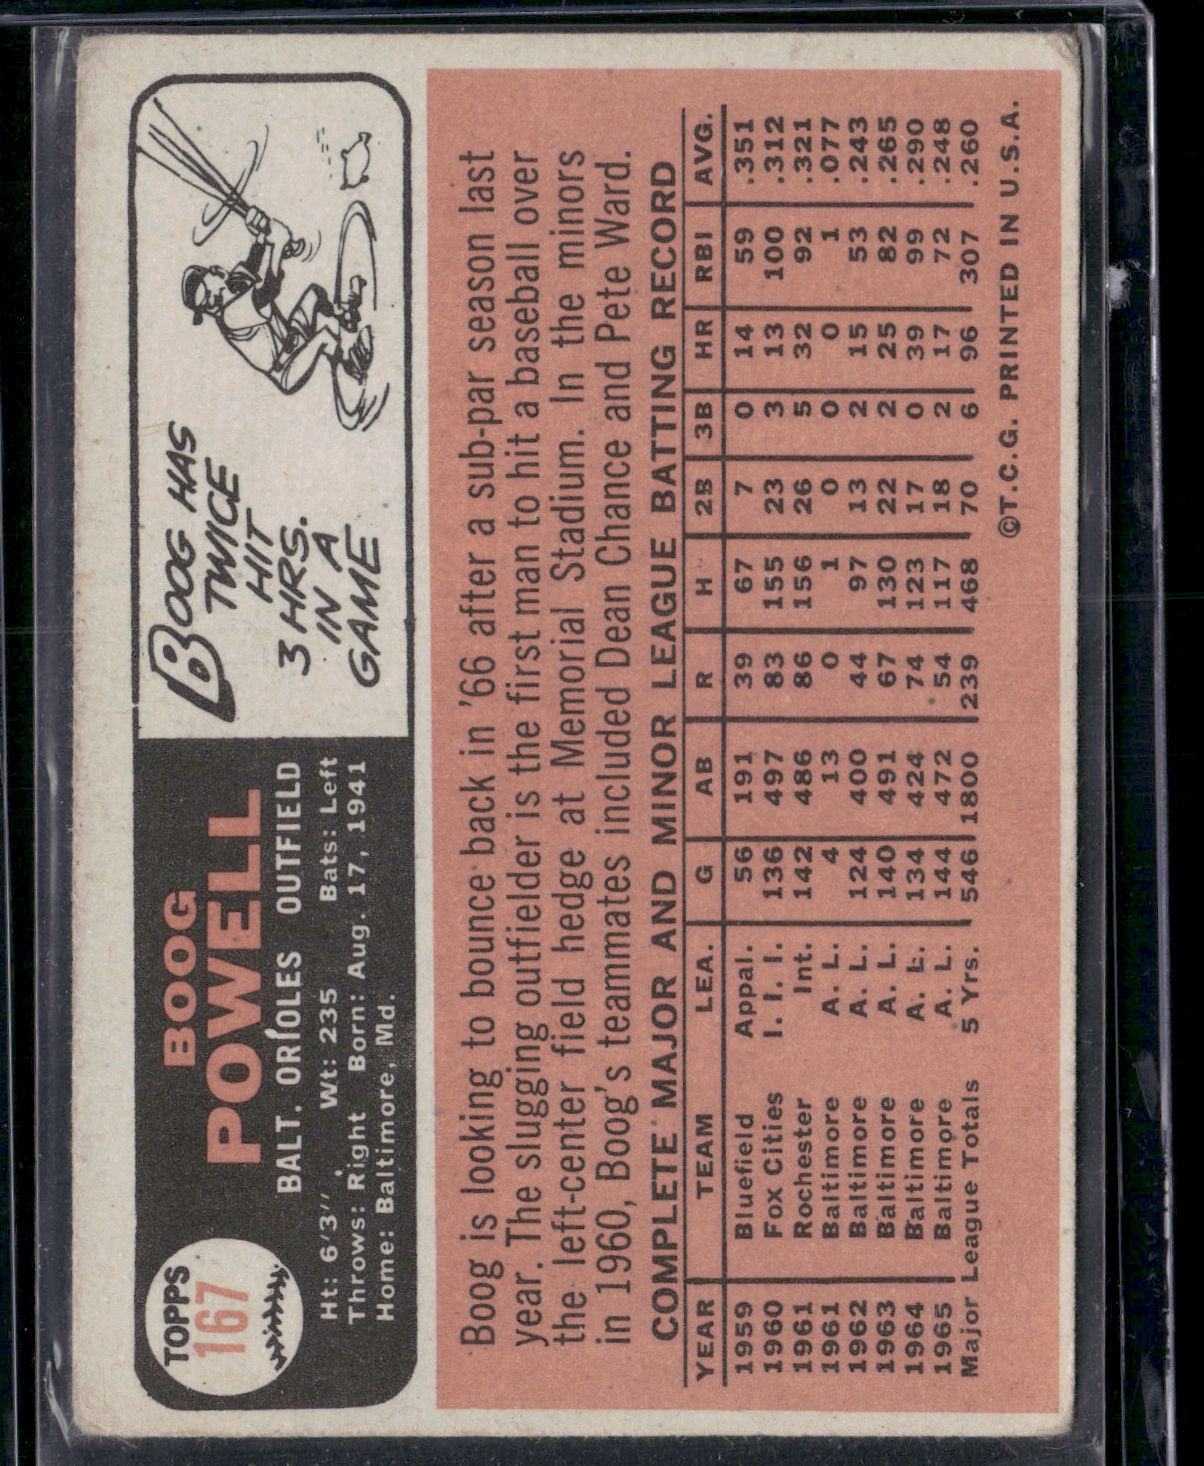 TOPPS
167
BOOG
POWELL
BALT. ORIOLES OUTFIELD
Ht: 6'3" Wt: 235 Bats: Left
Throws: Right Born: Aug. 17, 1941
Home: Baltimore, Md.
BOOG HAS
TWICE
HIT
3 HRS.
IN A
GAME
Boog is looking to bounce back in '66 after a sub-par season last
year. The slugging outfielder is the first man to hit a baseball over
the left-center field hedge at Memorial Stadium. In the minors
in 1960, Boog's teammates included Dean Chance and Pete Ward.
COMPLETE MAJOR AND MINOR LEAGUE BATTING RECORD
YEAR TEAM LEA. G AB R H 2B 3B HR RBI AVG.
1959 Bluefield Appal. 56 191 39 67 7 0 14 59 .351
1960 Fox Cities I. I. I. 136 497 83 155 23 3 13 100 .312
1961 Rochester Int. 142 486 86 156 26 5 32 92 .321
1961 Baltimore A. L. 4 13 0 1 0 0 0 1 .077
1962 Baltimore A. L. 124 400 44 97 13 2 15 53 .243
1963 Baltimore A. L. 140 491 67 130 22 2 25 82 .265
1964 Baltimore A. L. 134 424 74 123 17 0 39 99 .290
1965 Baltimore A. L. 144 472 54 117 18 2 17 72 .248
Major League Totals 5 Yrs. 546 1800 239 468 70 6 96 307 .260
©T.C.G. PRINTED IN U.S.A.